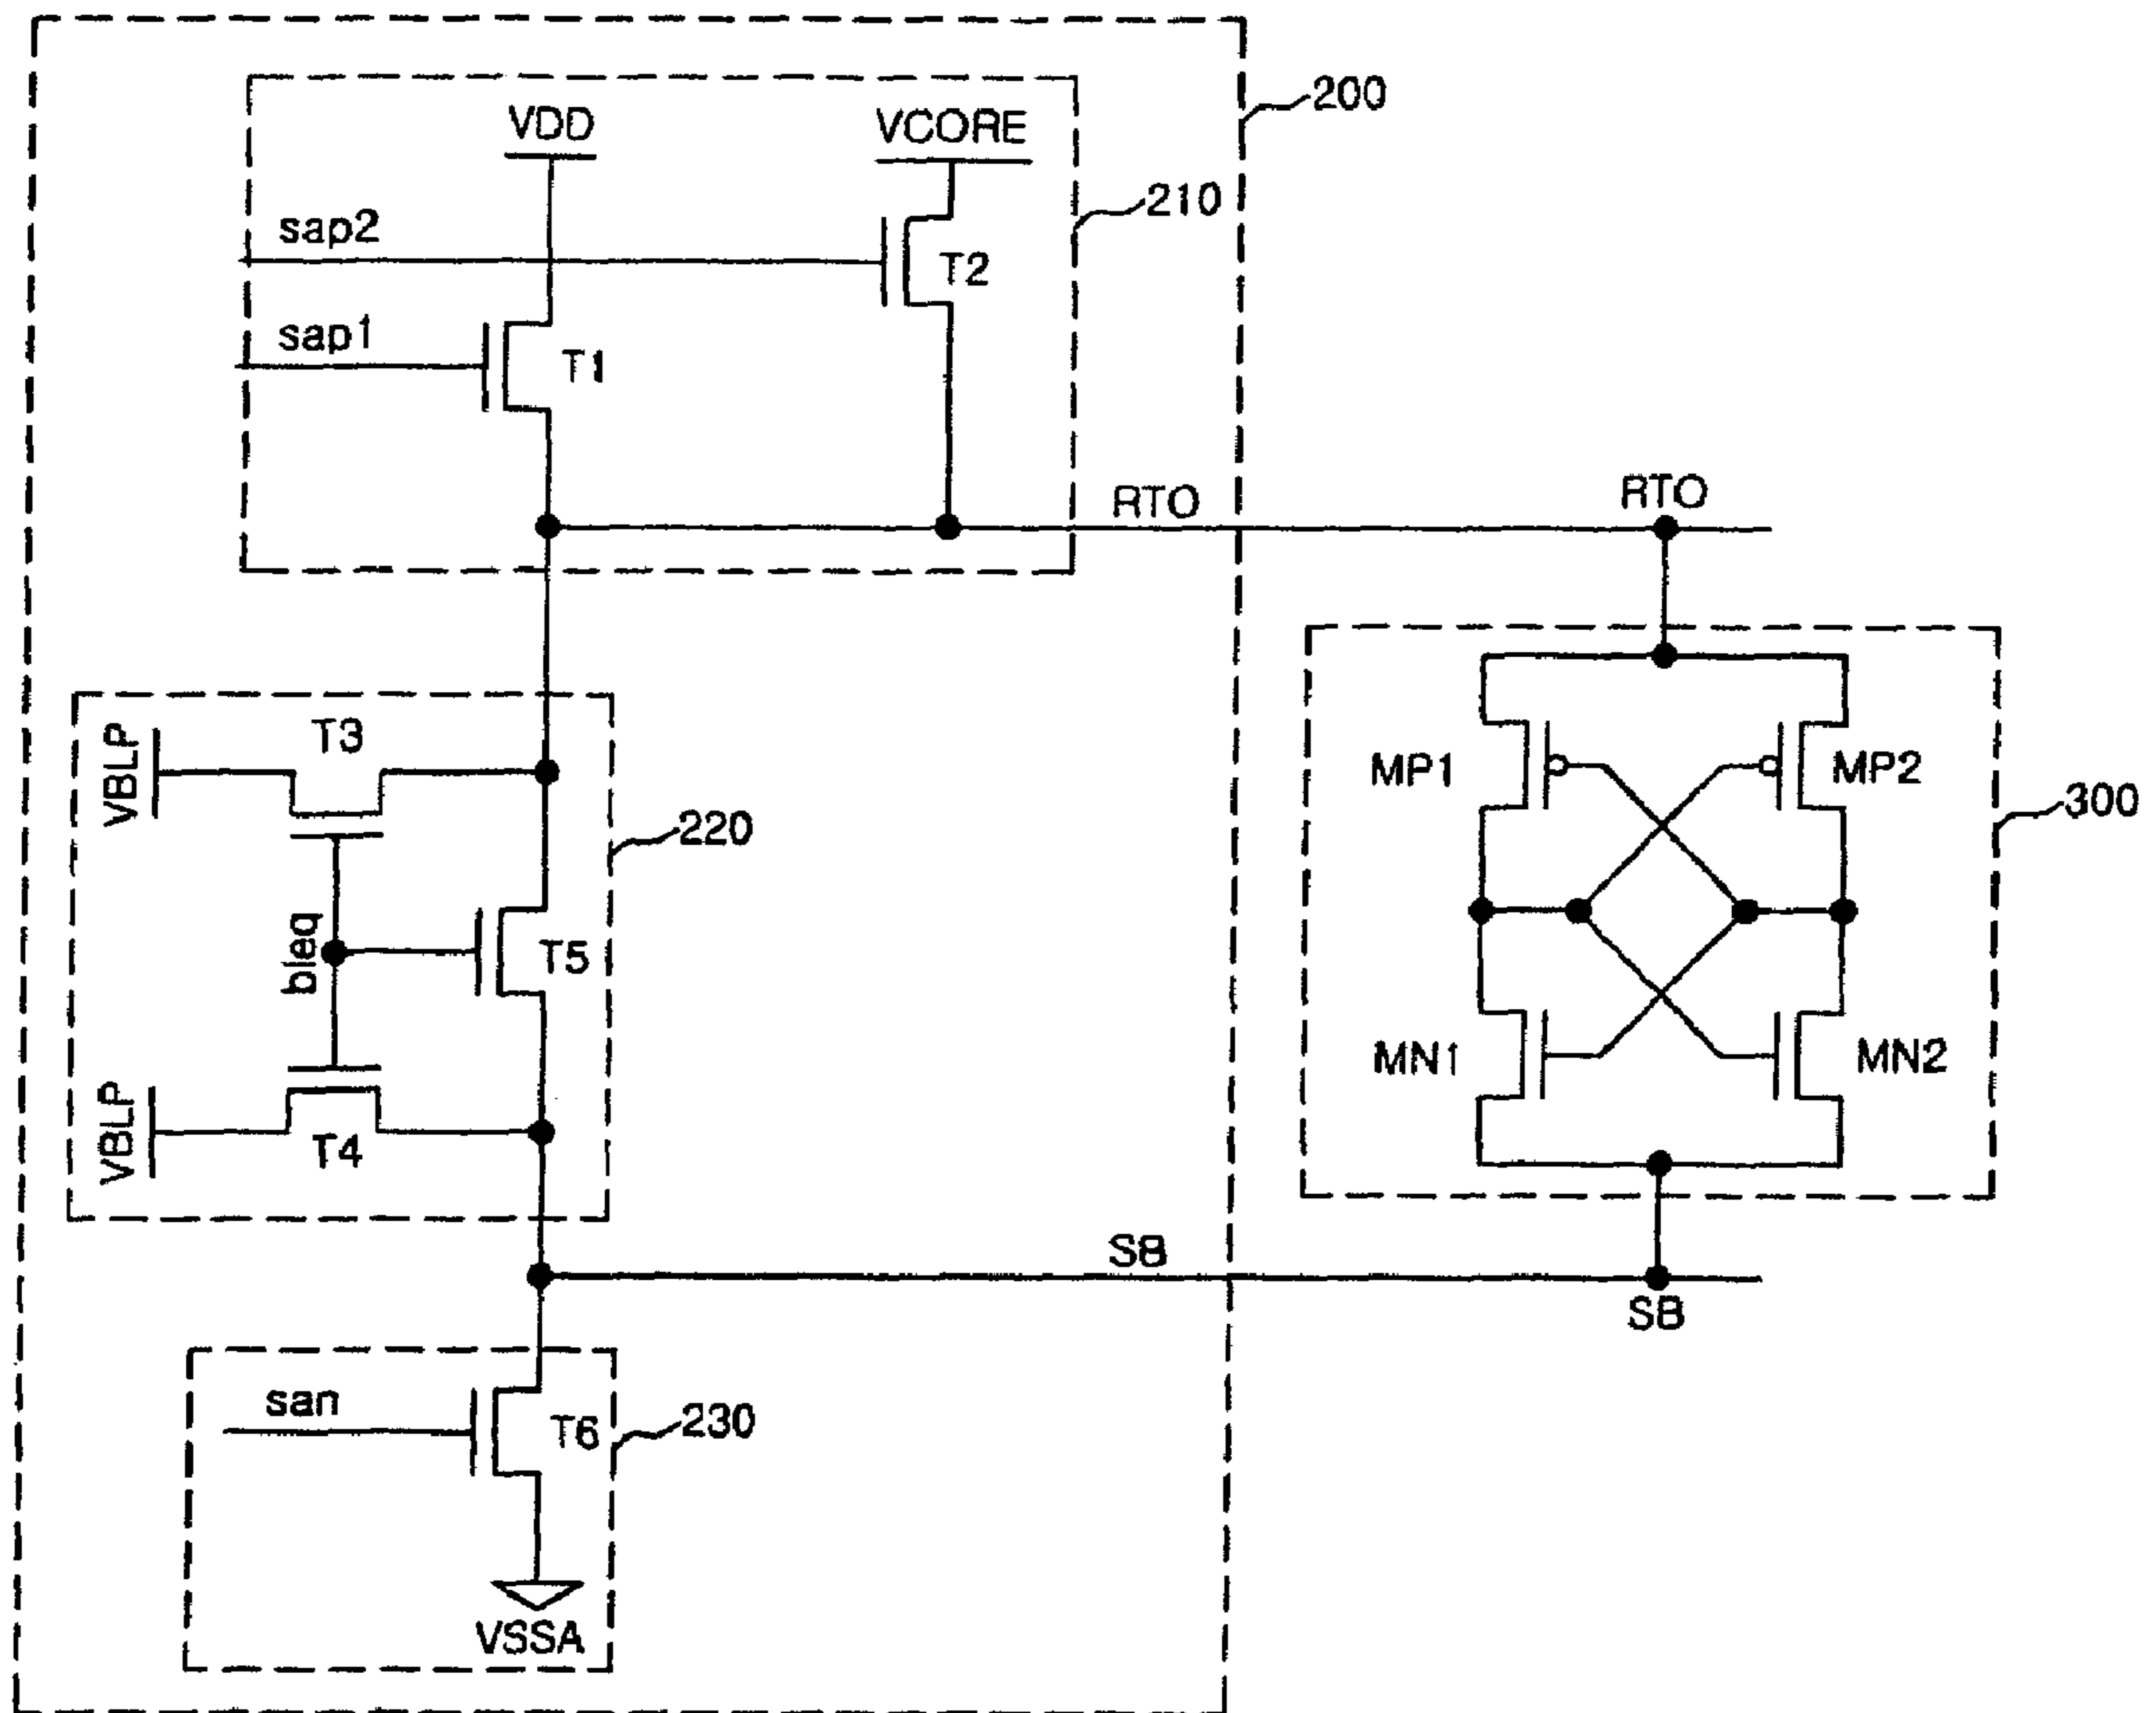 200
VDD
VCORE
210
sap2
T2
sap1
T1
RTO
RTO
T3
VBLP
MP1
MP2
300
220
bleq
T5
MN1
MN2
VBLP
T4
SB
SB
san
T6
230
VSSA